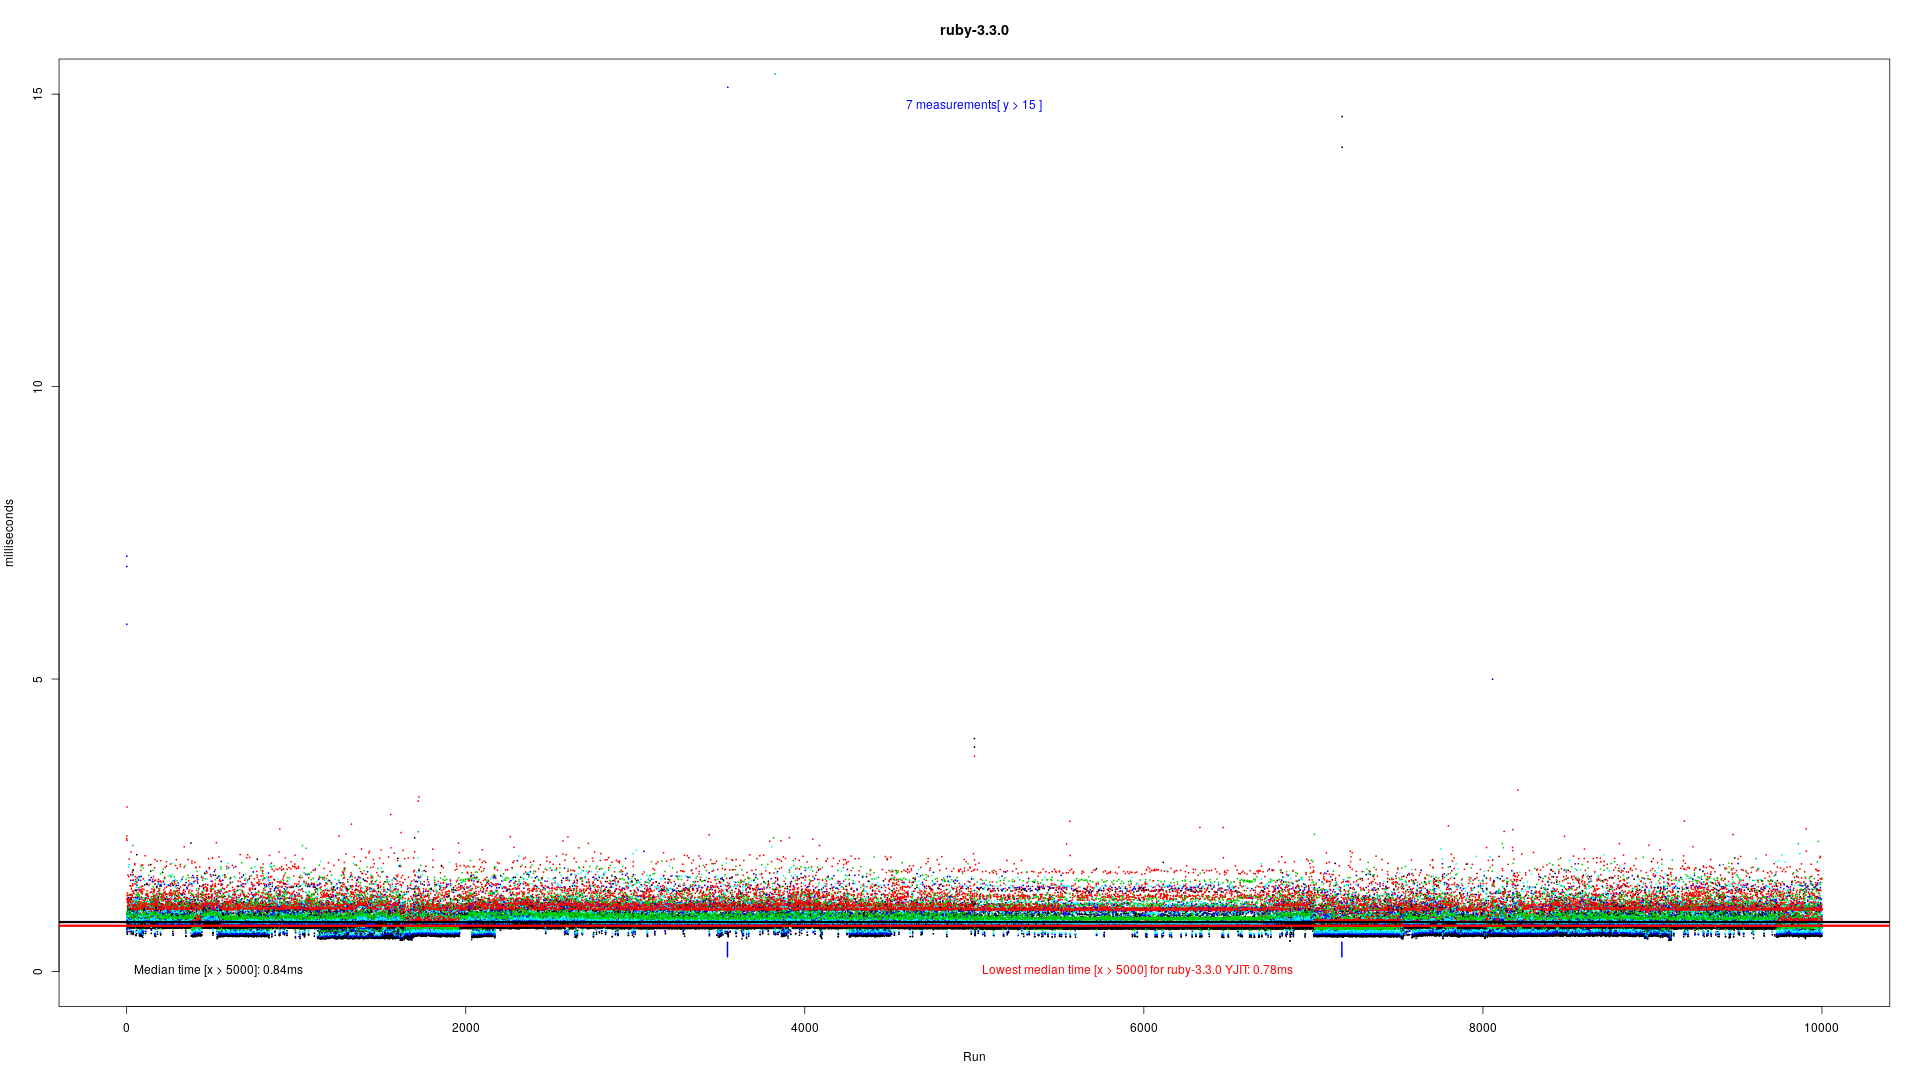 ruby-3.3.0
7 measurements[ y > 15 ]
15
10
5
0
milliseconds
Median time [x > 5000]: 0.84ms
Lowest median time [x > 5000] for ruby-3.3.0 YJIT: 0.78ms
0
2000
4000
6000
8000
10000
Run